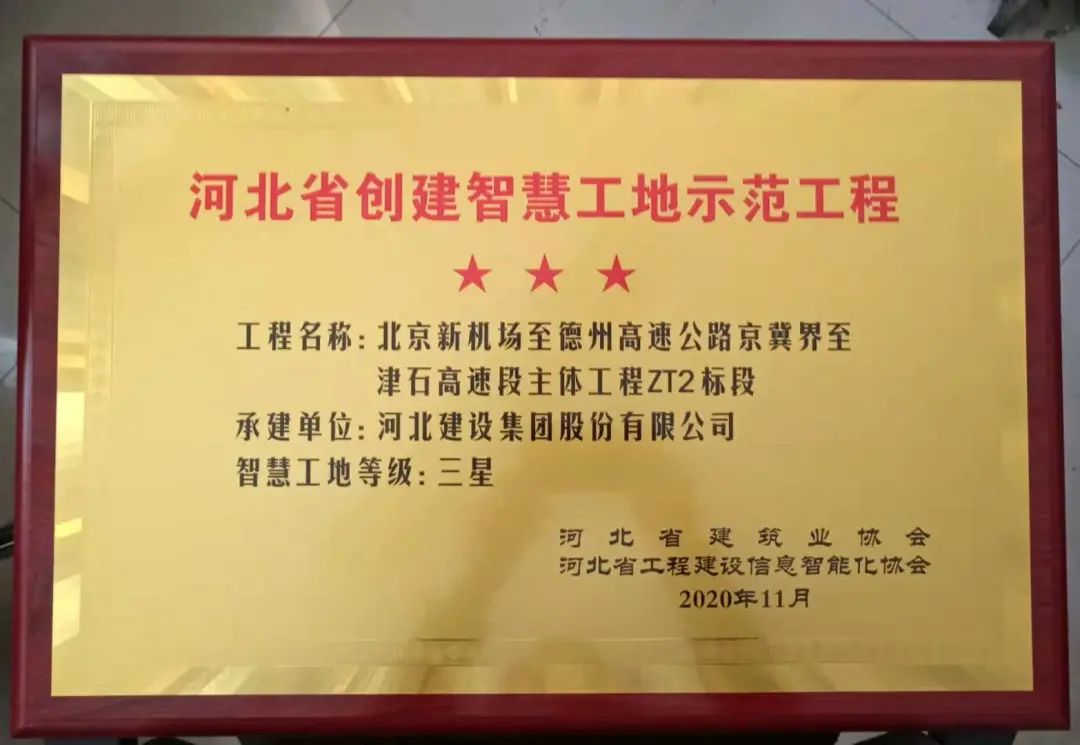 河北省创建智慧工地示范工程
★ ★ ★
工程名称：北京新机场至德州高速公路京冀界至
津石高速段主体工程ZT2标段
承建单位：河北建设集团股份有限公司
智慧工地等级：三星
河北省建筑业协会
河北省工程建设信息智能化协会
2020年11月